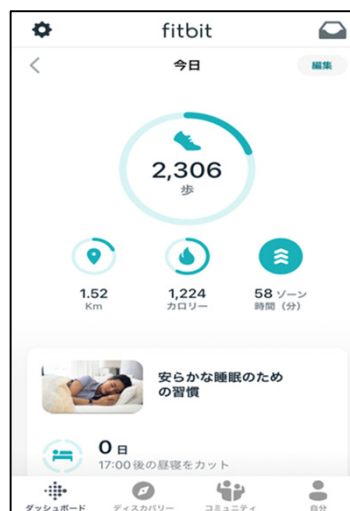 fitbit
今日
編集
2,306
歩
1.52
Km
1,224
カロリー
58 ゾーン
時間（分）
安らかな睡眠のため
の習慣
0 日
17:00 後の昼寝をカット
ダッシュボード
ディスカバリー
コミュニティ
自分